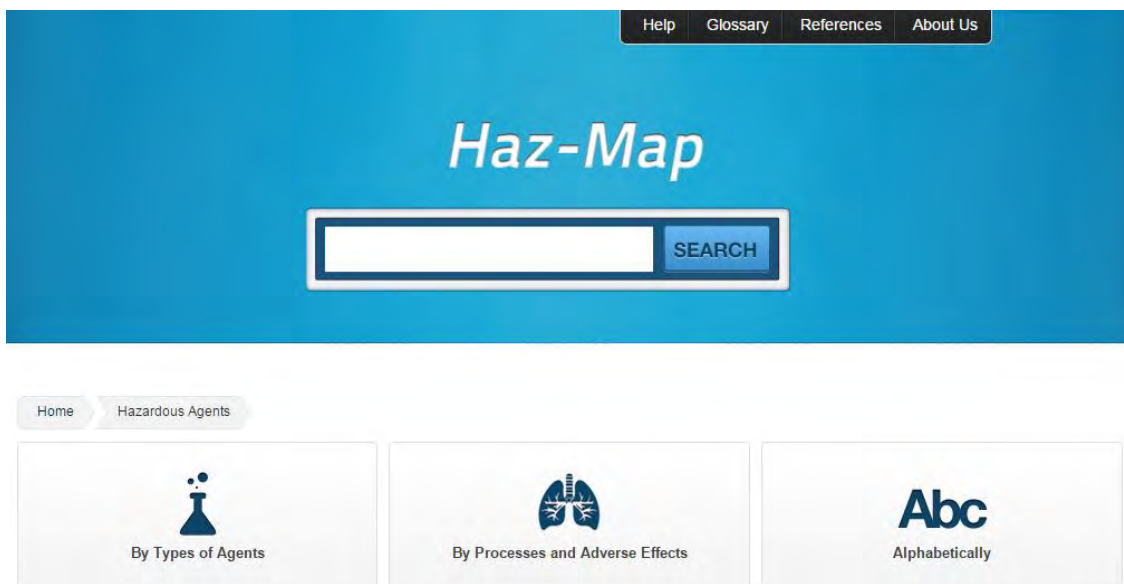 Help Glossary References About Us
Haz-Map
SEARCH
Home Hazardous Agents
Abc
By Types of Agents By Processes and Adverse Effects Alphabetically